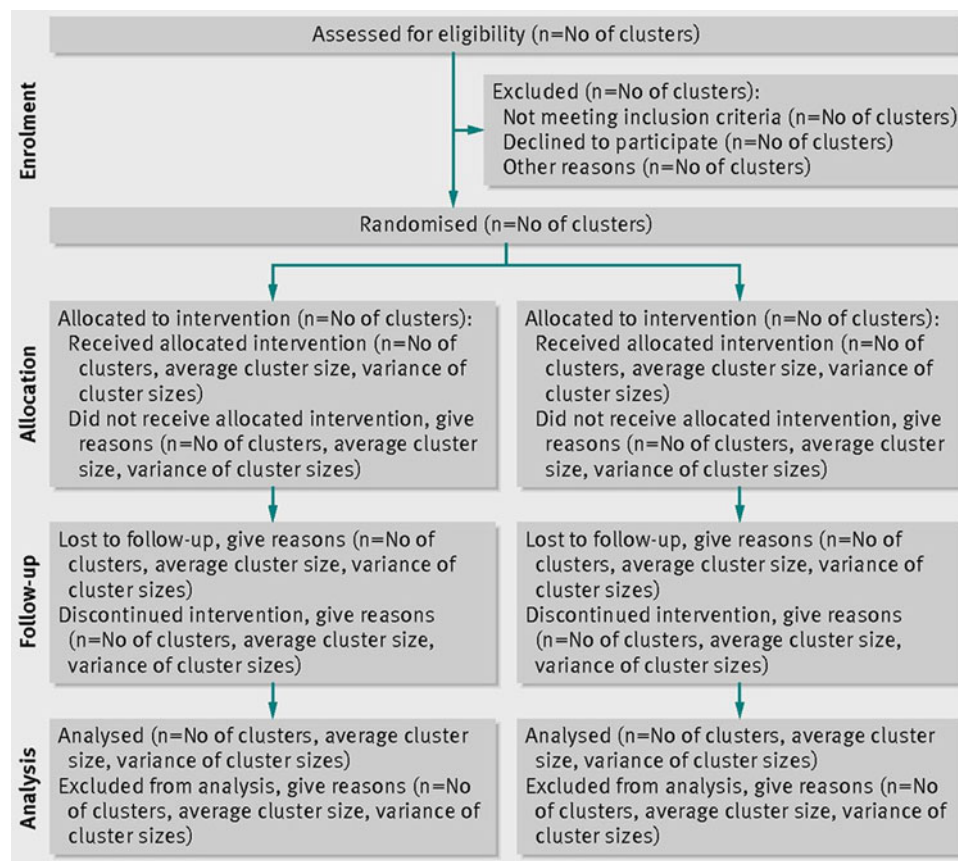 Assessed for eligibility (n=No of clusters)
Enrolment
Excluded (n=No of clusters):
Not meeting inclusion criteria (n=No of clusters)
Declined to participate (n=No of clusters)
Other reasons (n=No of clusters)
Randomised (n=No of clusters)
Allocation
Allocated to intervention (n=No of clusters):
Received allocated intervention (n=No of
clusters, average cluster size, variance of
cluster sizes)
Did not receive allocated intervention, give
reasons (n=No of clusters, average cluster
size, variance of cluster sizes)
Allocated to intervention (n=No of clusters):
Received allocated intervention (n=No of
clusters, average cluster size, variance of
cluster sizes)
Did not receive allocated intervention, give
reasons (n=No of clusters, average cluster
size, variance of cluster sizes)
Follow-up
Lost to follow-up, give reasons (n=No of
clusters, average cluster size, variance of
cluster sizes)
Discontinued intervention, give reasons
(n=No of clusters, average cluster size,
variance of cluster sizes)
Lost to follow-up, give reasons (n=No of
clusters, average cluster size, variance of
cluster sizes)
Discontinued intervention, give reasons
(n=No of clusters, average cluster size,
variance of cluster sizes)
Analysis
Analysed (n=No of clusters, average cluster
size, variance of cluster sizes)
Excluded from analysis, give reasons (n=No
of clusters, average cluster size, variance of
cluster sizes)
Analysed (n=No of clusters, average cluster
size, variance of cluster sizes)
Excluded from analysis, give reasons (n=No
of clusters, average cluster size, variance of
cluster sizes)